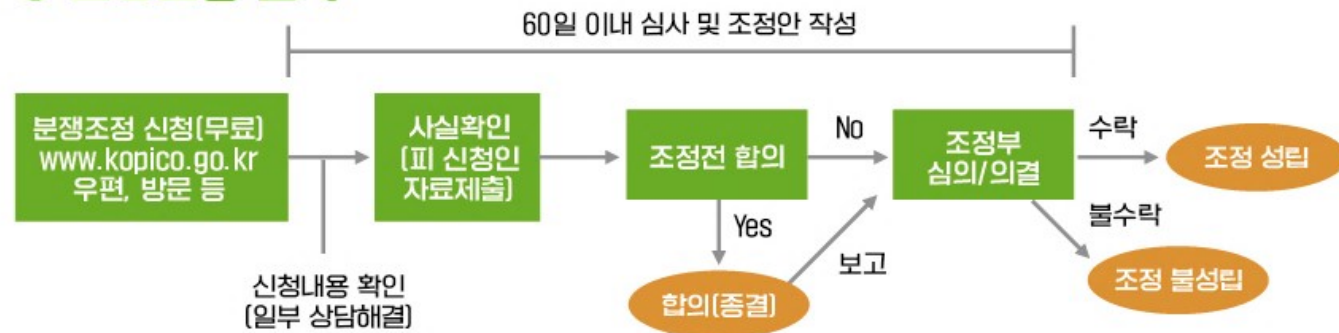 60일 이내 심사 및 조정안 작성
분쟁조정 신청(무료)
www.kopico.go.kr
우편, 방문 등
신청내용 확인
(일부 상담해결)
사실확인
(피 신청인
자료제출)
조정전 합의
No
Yes
합의(종결)
보고
조정부
심의/의결
수락
조정 성립
불수락
조정 불성립